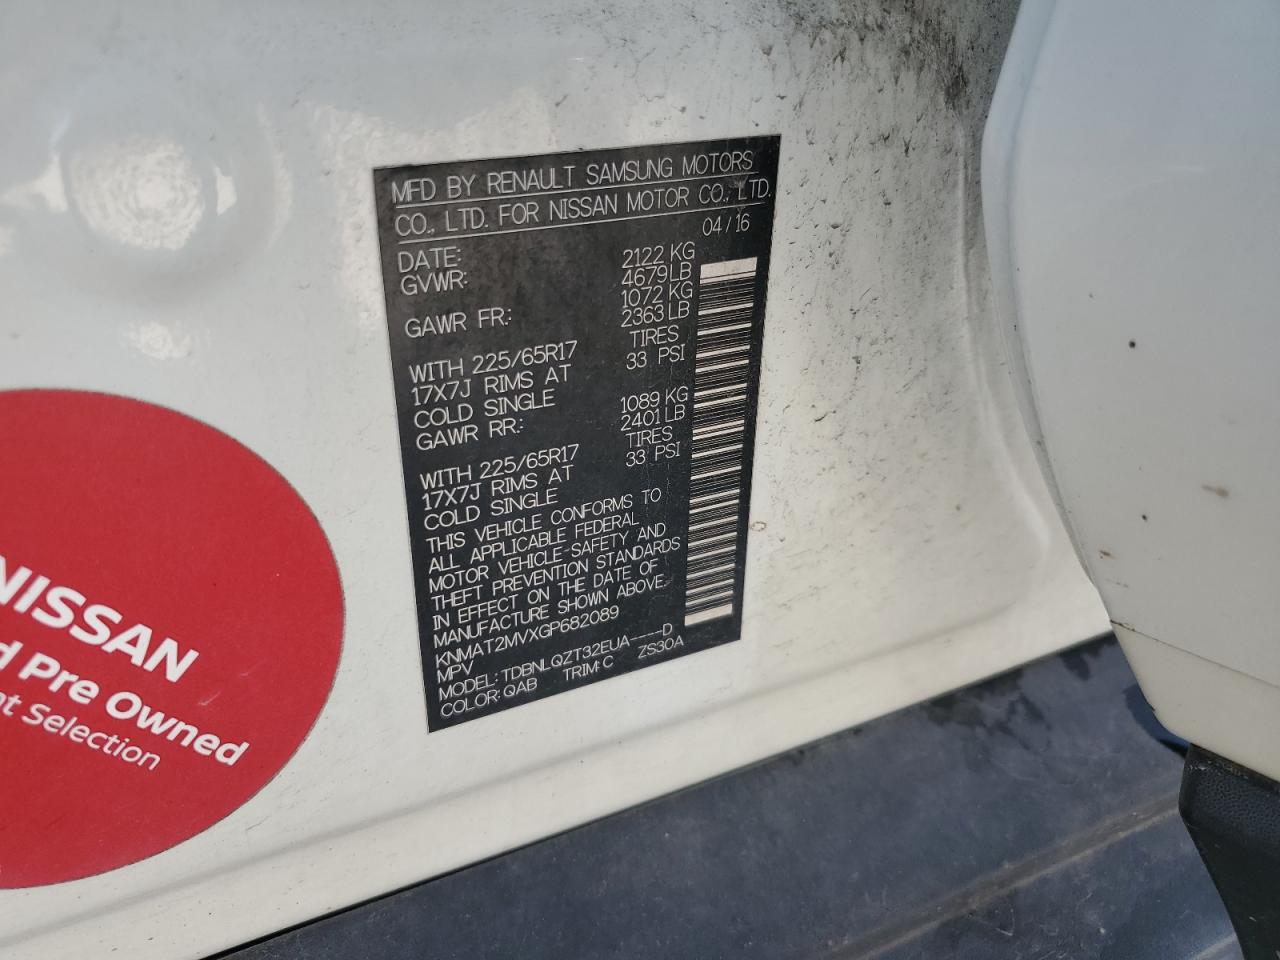 MFD BY RENAULT SAMSUNG MOTORS
CO., LTD. FOR NISSAN MOTOR CO., LTD.
DATE: 04/16
GVWR: 2122 KG
4679 LB
GAWR FR.: 1072 KG
2363 LB
WITH 225/65R17 TIRES
17X7J RIMS AT 33 PSI
COLD SINGLE
GAWR RR.: 1089 KG
2401 LB
WITH 225/65R17 TIRES
17X7J RIMS AT 33 PSI
COLD SINGLE
THIS VEHICLE CONFORMS TO
ALL APPLICABLE FEDERAL
MOTOR VEHICLE-SAFETY AND
THEFT PREVENTION STANDARDS
IN EFFECT ON THE DATE OF
MANUFACTURE SHOWN ABOVE.
KNMAT2MVXGP682089
MPV
MODEL: TDBNLQZT32EUA----D
COLOR: QAB TRIM: C ZS30A
NISSAN
d Pre Owned
nt Selection